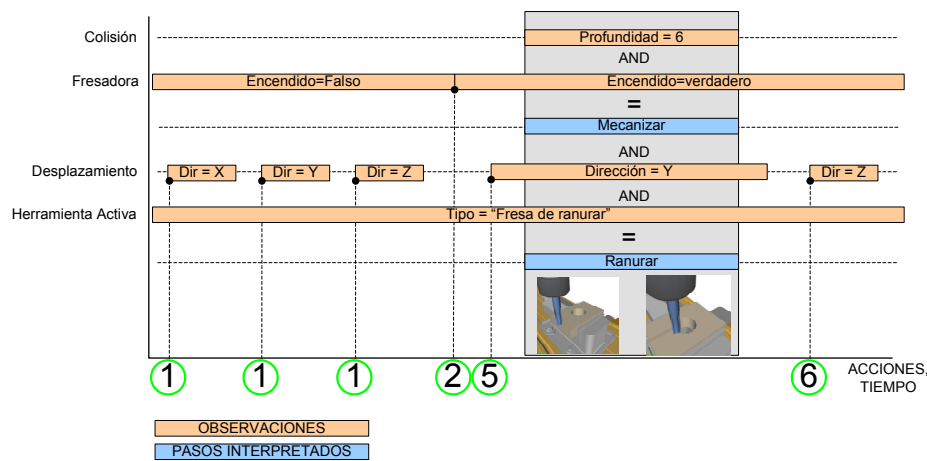 Colisión
Profundidad = 6
AND
Fresadora
Encendido=Falso
Encendido=verdadero
=
Mecanizar
AND
Desplazamiento
Dir = X
Dir = Y
Dir = Z
Dirección = Y
Dir = Z
AND
Herramienta Activa
Tipo = “Fresa de ranurar”
=
Ranurar
1
1
1
2
5
6
ACCIONES,
TIEMPO
OBSERVACIONES
PASOS INTERPRETADOS